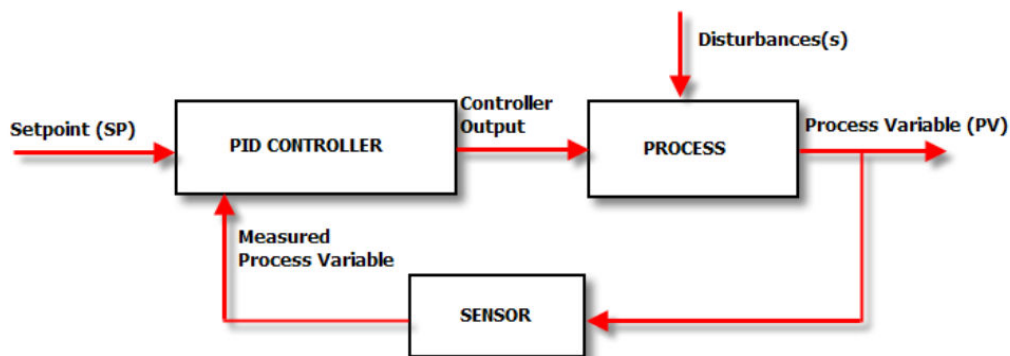 Disturbances(s)
Setpoint (SP)
PID CONTROLLER
Controller
Output
PROCESS
Process Variable (PV)
Measured
Process Variable
SENSOR